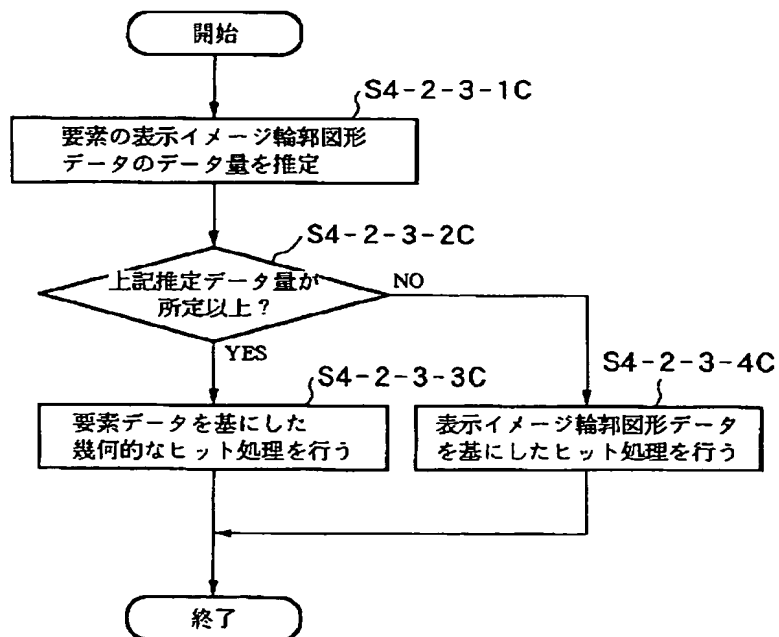 開始
S4-2-3-1C
要素の表示イメージ輪郭図形
データのデータ量を推定
S4-2-3-2C
上記推定データ量が
所定以上?
NO
YES
S4-2-3-3C
S4-2-3-4C
要素データを基にした
幾何的なヒット処理を行う
表示イメージ輪郭図形データ
を基にしたヒット処理を行う
終了